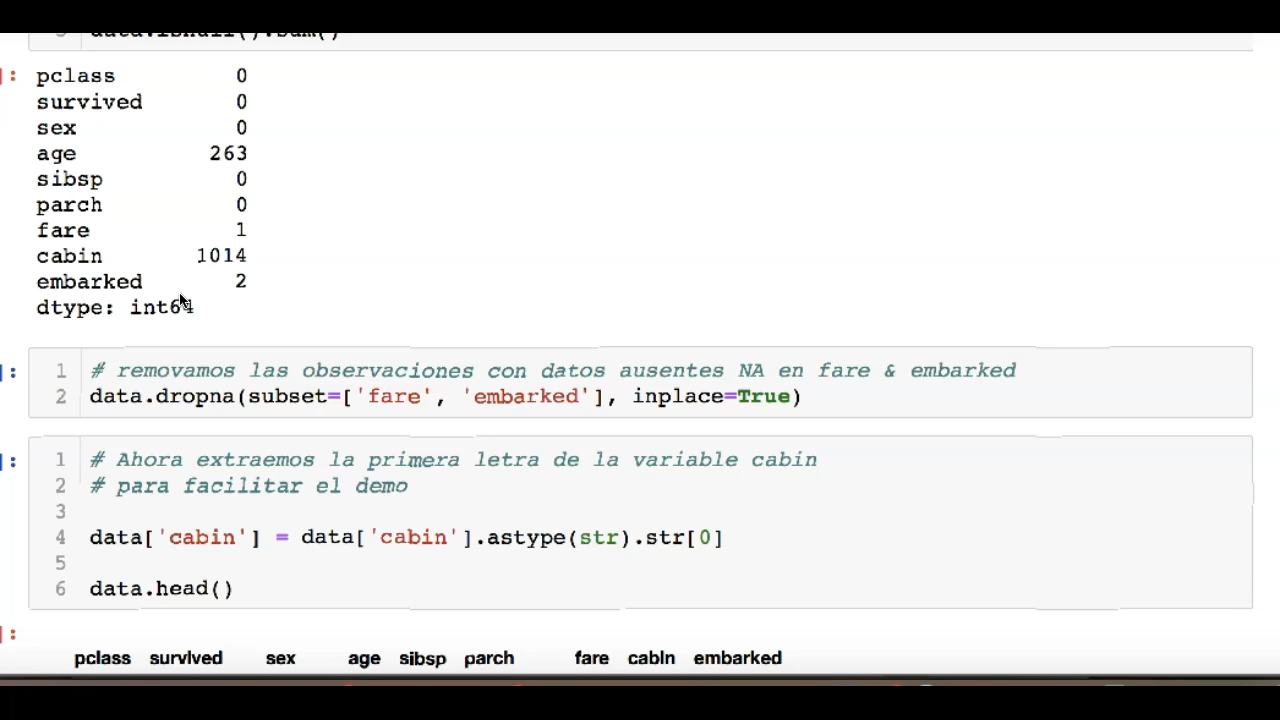 pclass 0
survived 0
sex 0
age 263
sibsp 0
parch 0
fare 1
cabin 1014
embarked 2
dtype: int64
1 # removamos las observaciones con datos ausentes NA en fare & embarked
2 data.dropna(subset=['fare', 'embarked'], inplace=True)
1 # Ahora extraemos la primera letra de la variable cabin
2 # para facilitar el demo
3
4 data['cabin'] = data['cabin'].astype(str).str[0]
5
6 data.head()
pclass survived sex age sibsp parch fare cabin embarked